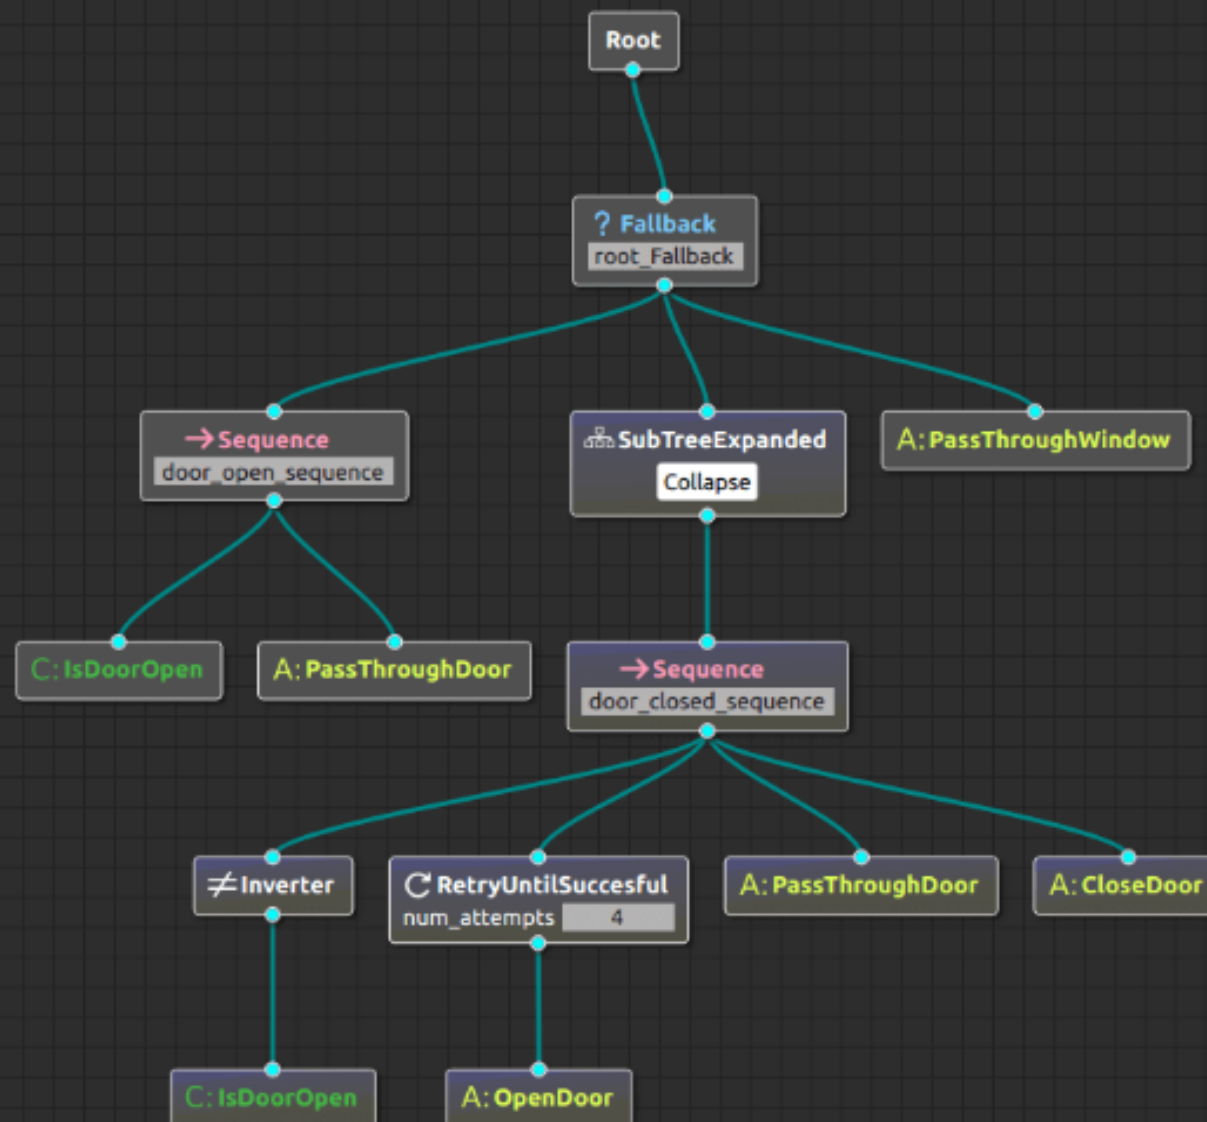 Root
? Fallback
root_Fallback
→Sequence
door_open_sequence
SubTreeExpanded
Collapse
A:PassThroughWindow
C:IsDoorOpen
A:PassThroughDoor
→Sequence
door_closed_sequence
≠Inverter
RetryUntilSuccesful
num_attempts 4
A:PassThroughDoor
A:CloseDoor
C:IsDoorOpen
A:OpenDoor